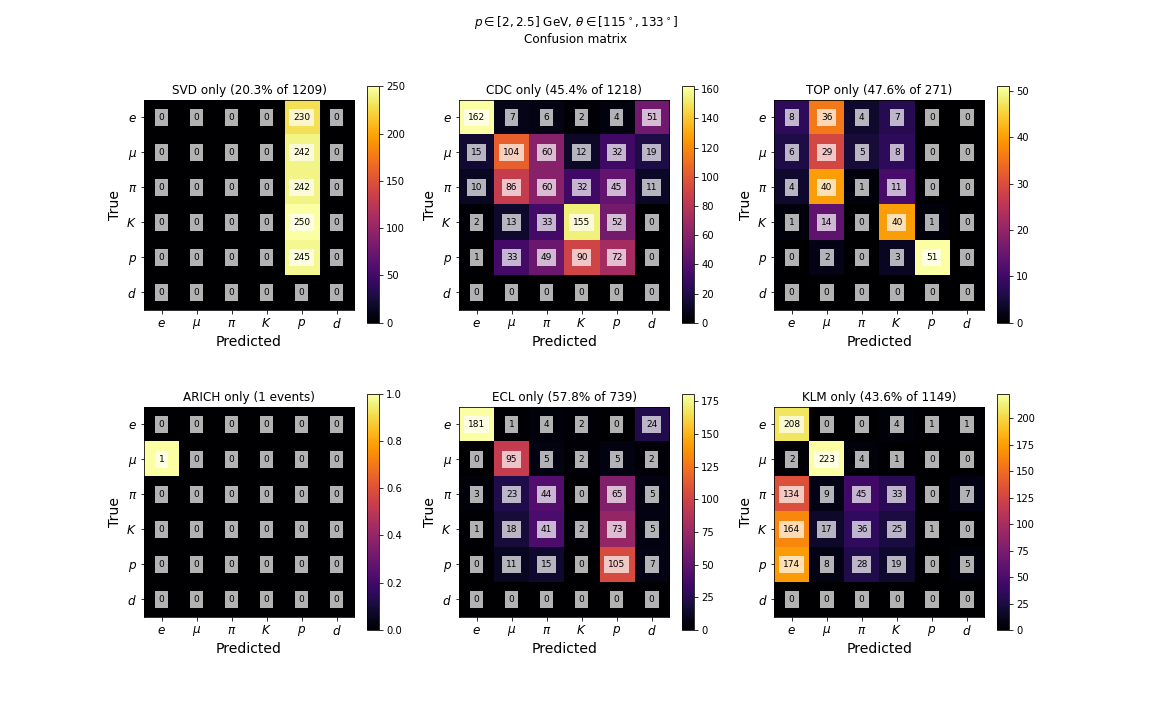 p ∈ [2, 2.5] GeV, θ ∈ [115°, 133°]
Confusion matrix
SVD only (20.3% of 1209)
True
e 0 0 0 0 230 0
μ 0 0 0 0 242 0
π 0 0 0 0 242 0
K 0 0 0 0 250 0
p 0 0 0 0 245 0
d 0 0 0 0 0 0
e μ π K p d
Predicted
250
200
150
100
50
0
CDC only (45.4% of 1218)
True
e 162 7 6 2 4 51
μ 15 104 60 12 32 19
π 10 86 60 32 45 11
K 2 13 33 155 52 0
p 1 33 49 90 72 0
d 0 0 0 0 0 0
e μ π K p d
Predicted
160
140
120
100
80
60
40
20
0
TOP only (47.6% of 271)
True
e 8 36 4 7 0 0
μ 6 29 5 8 0 0
π 4 40 1 11 0 0
K 1 14 0 40 1 0
p 0 2 0 3 51 0
d 0 0 0 0 0 0
e μ π K p d
Predicted
50
40
30
20
10
0
ARICH only (1 events)
True
e 0 0 0 0 0 0
μ 1 0 0 0 0 0
π 0 0 0 0 0 0
K 0 0 0 0 0 0
p 0 0 0 0 0 0
d 0 0 0 0 0 0
e μ π K p d
Predicted
1.0
0.8
0.6
0.4
0.2
0.0
ECL only (57.8% of 739)
True
e 181 1 4 2 0 24
μ 0 95 5 2 5 2
π 3 23 44 0 65 5
K 1 18 41 2 73 5
p 0 11 15 0 105 7
d 0 0 0 0 0 0
e μ π K p d
Predicted
175
150
125
100
75
50
25
0
KLM only (43.6% of 1149)
True
e 208 0 0 4 1 1
μ 2 223 4 1 0 0
π 134 9 45 33 0 7
K 164 17 36 25 1 0
p 174 8 28 19 0 5
d 0 0 0 0 0 0
e μ π K p d
Predicted
200
175
150
125
100
75
50
25
0